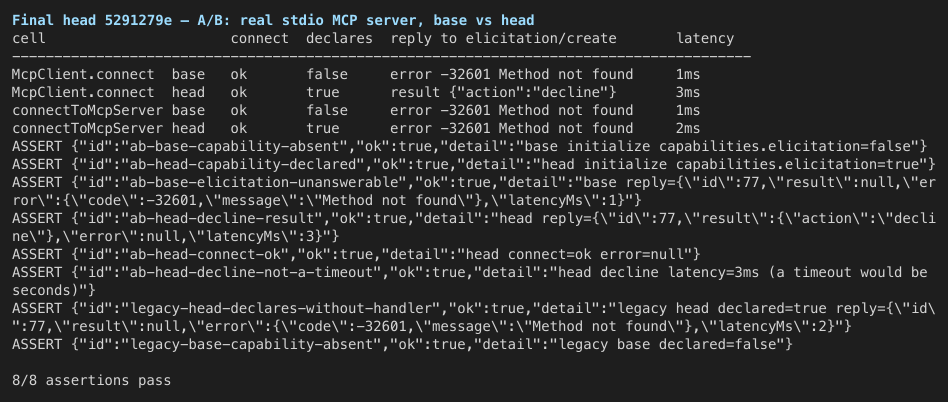 Final head 5291279e — A/B: real stdio MCP server, base vs head
cell                     connect  declares  reply to elicitation/create       latency
McpClient.connect  base   ok       false     error -32601 Method not found     1ms
McpClient.connect  head   ok       true      result {"action":"decline"}       3ms
connectToMcpServer base   ok       false     error -32601 Method not found     1ms
connectToMcpServer head   ok       true      error -32601 Method not found     2ms
ASSERT {"id":"ab-base-capability-absent","ok":true,"detail":"base initialize capabilities.elicitation=false"}
ASSERT {"id":"ab-head-capability-declared","ok":true,"detail":"head initialize capabilities.elicitation=true"}
ASSERT {"id":"ab-base-elicitation-unanswerable","ok":true,"detail":"base reply={\"id\":77,\"result\":null,\"er
ror\":{\"code\":-32601,\"message\":\"Method not found\"},\"latencyMs\":1}"}
ASSERT {"id":"ab-head-decline-result","ok":true,"detail":"head reply={\"id\":77,\"result\":{\"action\":\"decli
ne\"},\"error\":null,\"latencyMs\":3}"}
ASSERT {"id":"ab-head-connect-ok","ok":true,"detail":"head connect=ok error=null"}
ASSERT {"id":"ab-head-decline-not-a-timeout","ok":true,"detail":"head decline latency=3ms (a timeout would be
seconds)"}
ASSERT {"id":"legacy-head-declares-without-handler","ok":true,"detail":"legacy head declared=true reply={\"id\
":77,\"result\":null,\"error\":{\"code\":-32601,\"message\":\"Method not found\"},\"latencyMs\":2}"}
ASSERT {"id":"legacy-base-capability-absent","ok":true,"detail":"legacy base declared=false"}
8/8 assertions pass